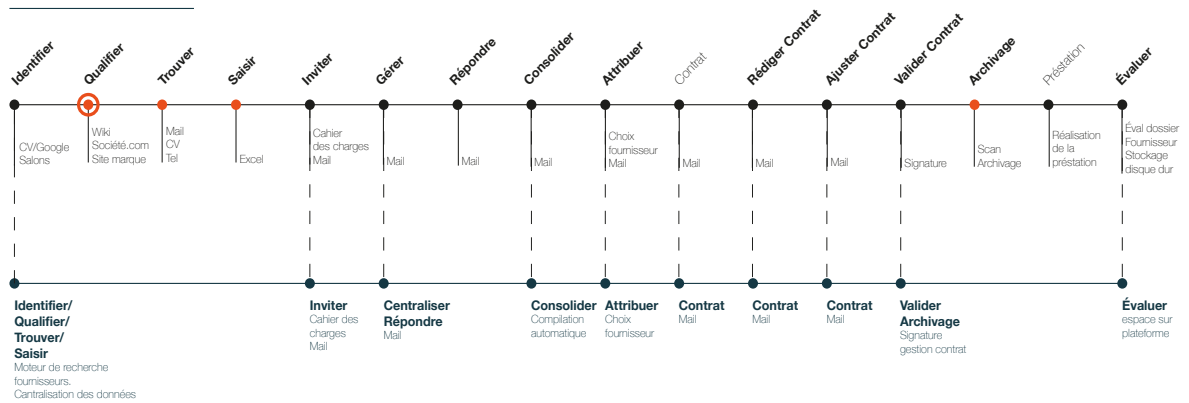 Identifier
Qualifier
Trouver
Saisir
Inviter
Gérer
Répondre
Consolider
Attribuer
Contrat
Rédiger Contrat
Ajuster Contrat
Valider Contrat
Archivage
Préstation
Évaluer
CV/Google
Salons
Wiki
Société.com
Site marque
Mail
CV
Tel
Excel
Cahier
des charges
Mail
Mail
Mail
Mail
Choix
fournisseur
Mail
Mail
Mail
Mail
Signature
Scan
Archivage
Réalisation
de la
préstation
Éval dossier
Fournisseur
Stockage
disque dur
Identifier/
Qualifier/
Trouver/
Saisir
Moteur de recherche
fournisseurs.
Cantralisation des données
Inviter
Cahier des
charges
Mail
Centraliser
Répondre
Mail
Consolider
Compilation
automatique
Attribuer
Choix
fournisseur
Contrat
Mail
Contrat
Mail
Contrat
Mail
Valider
Archivage
Signature
gestion contrat
Évaluer
espace sur
plateforme